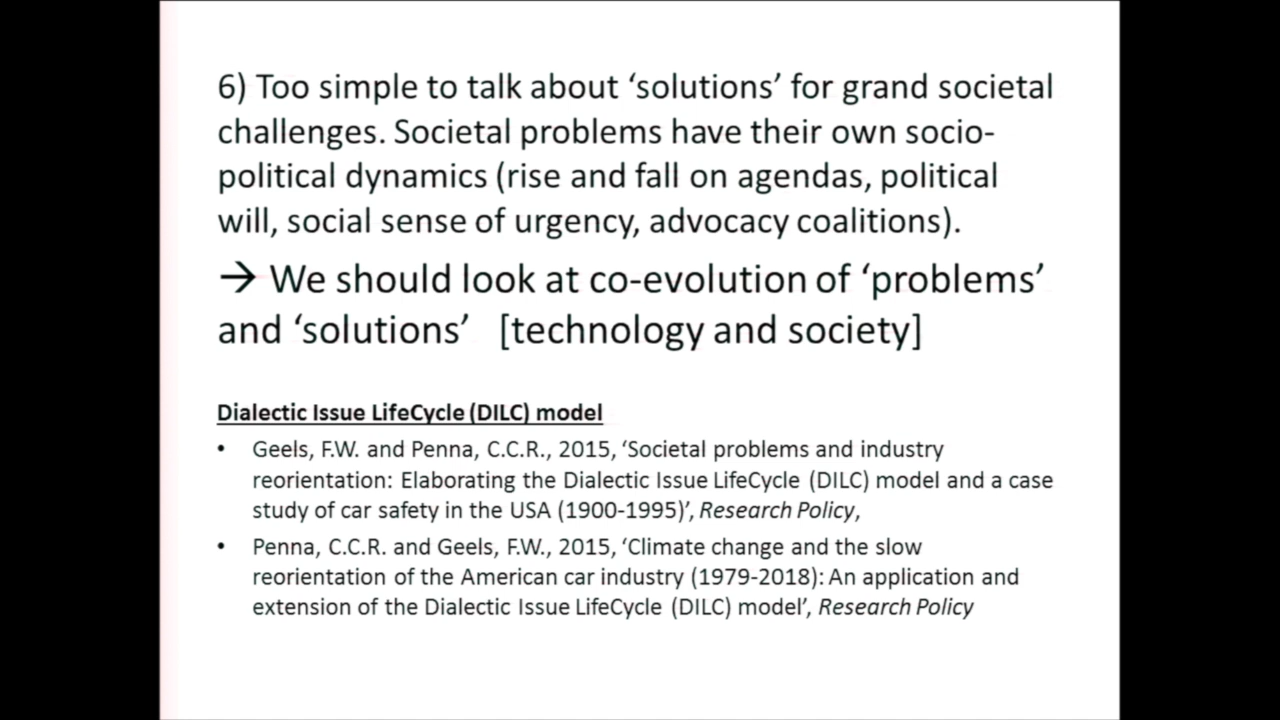 6) Too simple to talk about ‘solutions’ for grand societal
challenges. Societal problems have their own socio-
political dynamics (rise and fall on agendas, political
will, social sense of urgency, advocacy coalitions).
→ We should look at co-evolution of ‘problems’
and ‘solutions’ [technology and society]
Dialectic Issue LifeCycle (DILC) model
• Geels, F.W. and Penna, C.C.R., 2015, ‘Societal problems and industry
reorientation: Elaborating the Dialectic Issue LifeCycle (DILC) model and a case
study of car safety in the USA (1900-1995)’, Research Policy,
• Penna, C.C.R. and Geels, F.W., 2015, ‘Climate change and the slow
reorientation of the American car industry (1979-2018): An application and
extension of the Dialectic Issue LifeCycle (DILC) model’, Research Policy